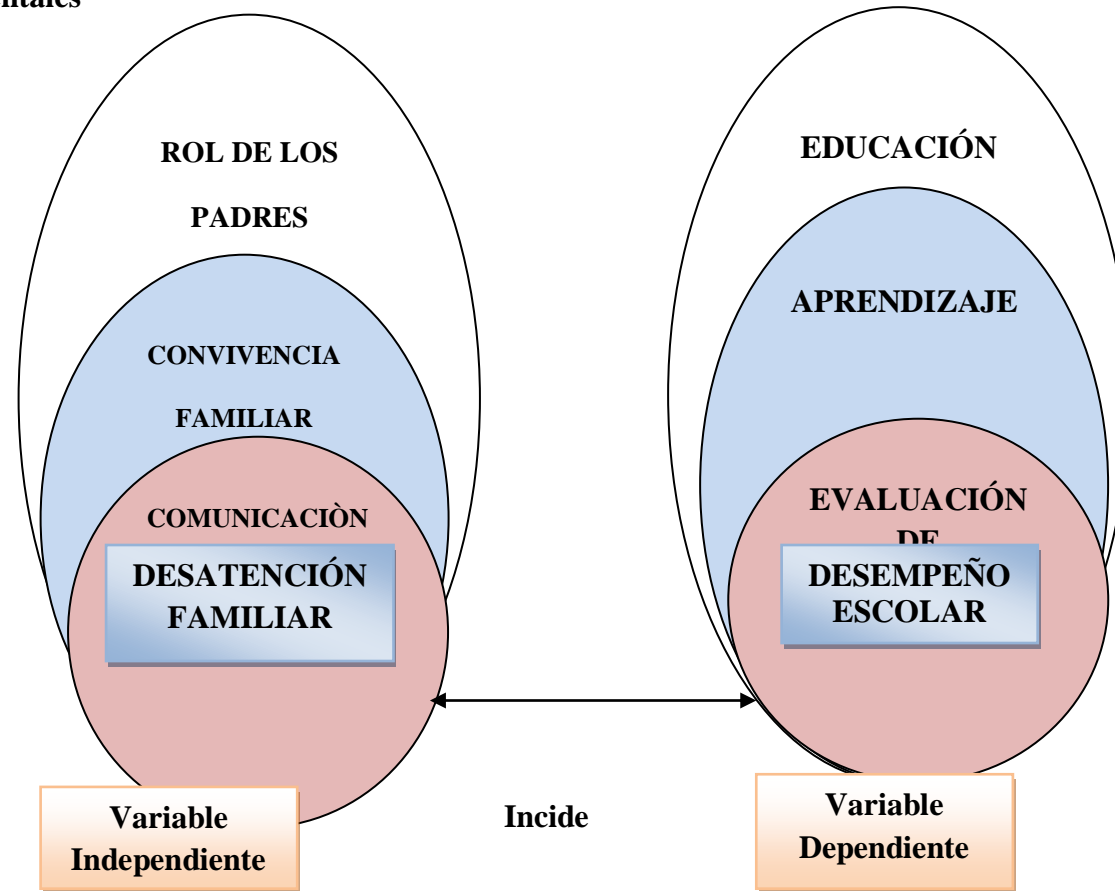 ROL DE LOS
PADRES
CONVIVENCIA
FAMILIAR
COMUNICACIÒN
DESATENCIÓN
FAMILIAR
Variable
Independiente
Incide
EDUCACIÓN
APRENDIZAJE
EVALUACIÓN
DE
DESEMPEÑO
ESCOLAR
Variable
Dependiente